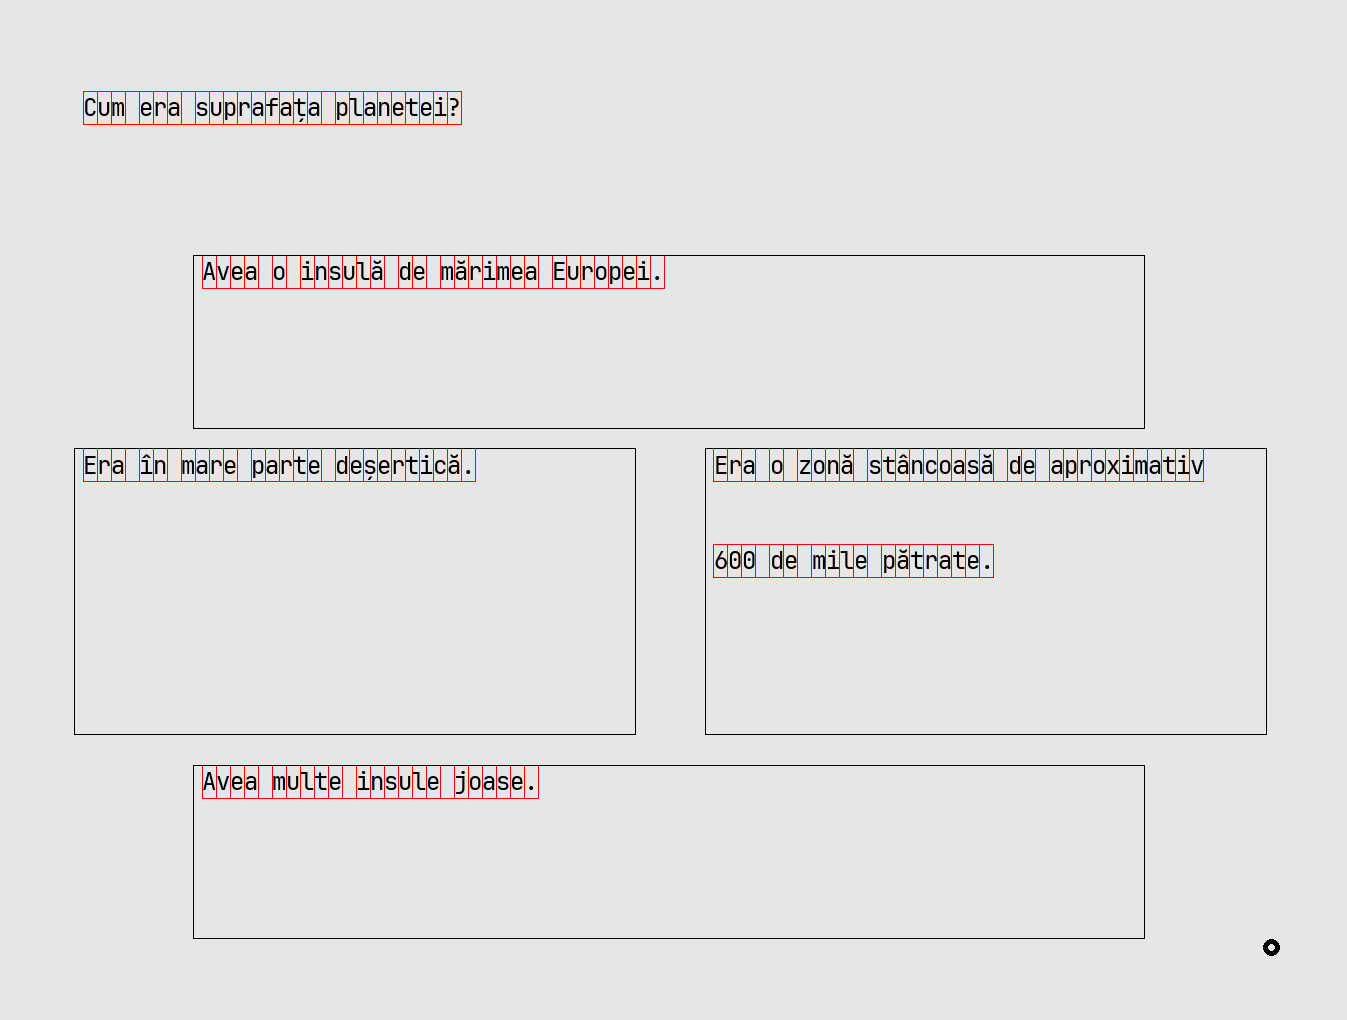 Cum era suprafața planetei?
Avea o insulă de mărimea Europei.
Era în mare parte deșertică.
Era o zonă stâncoasă de aproximativ
600 de mile pătrate.
Avea multe insule joase.